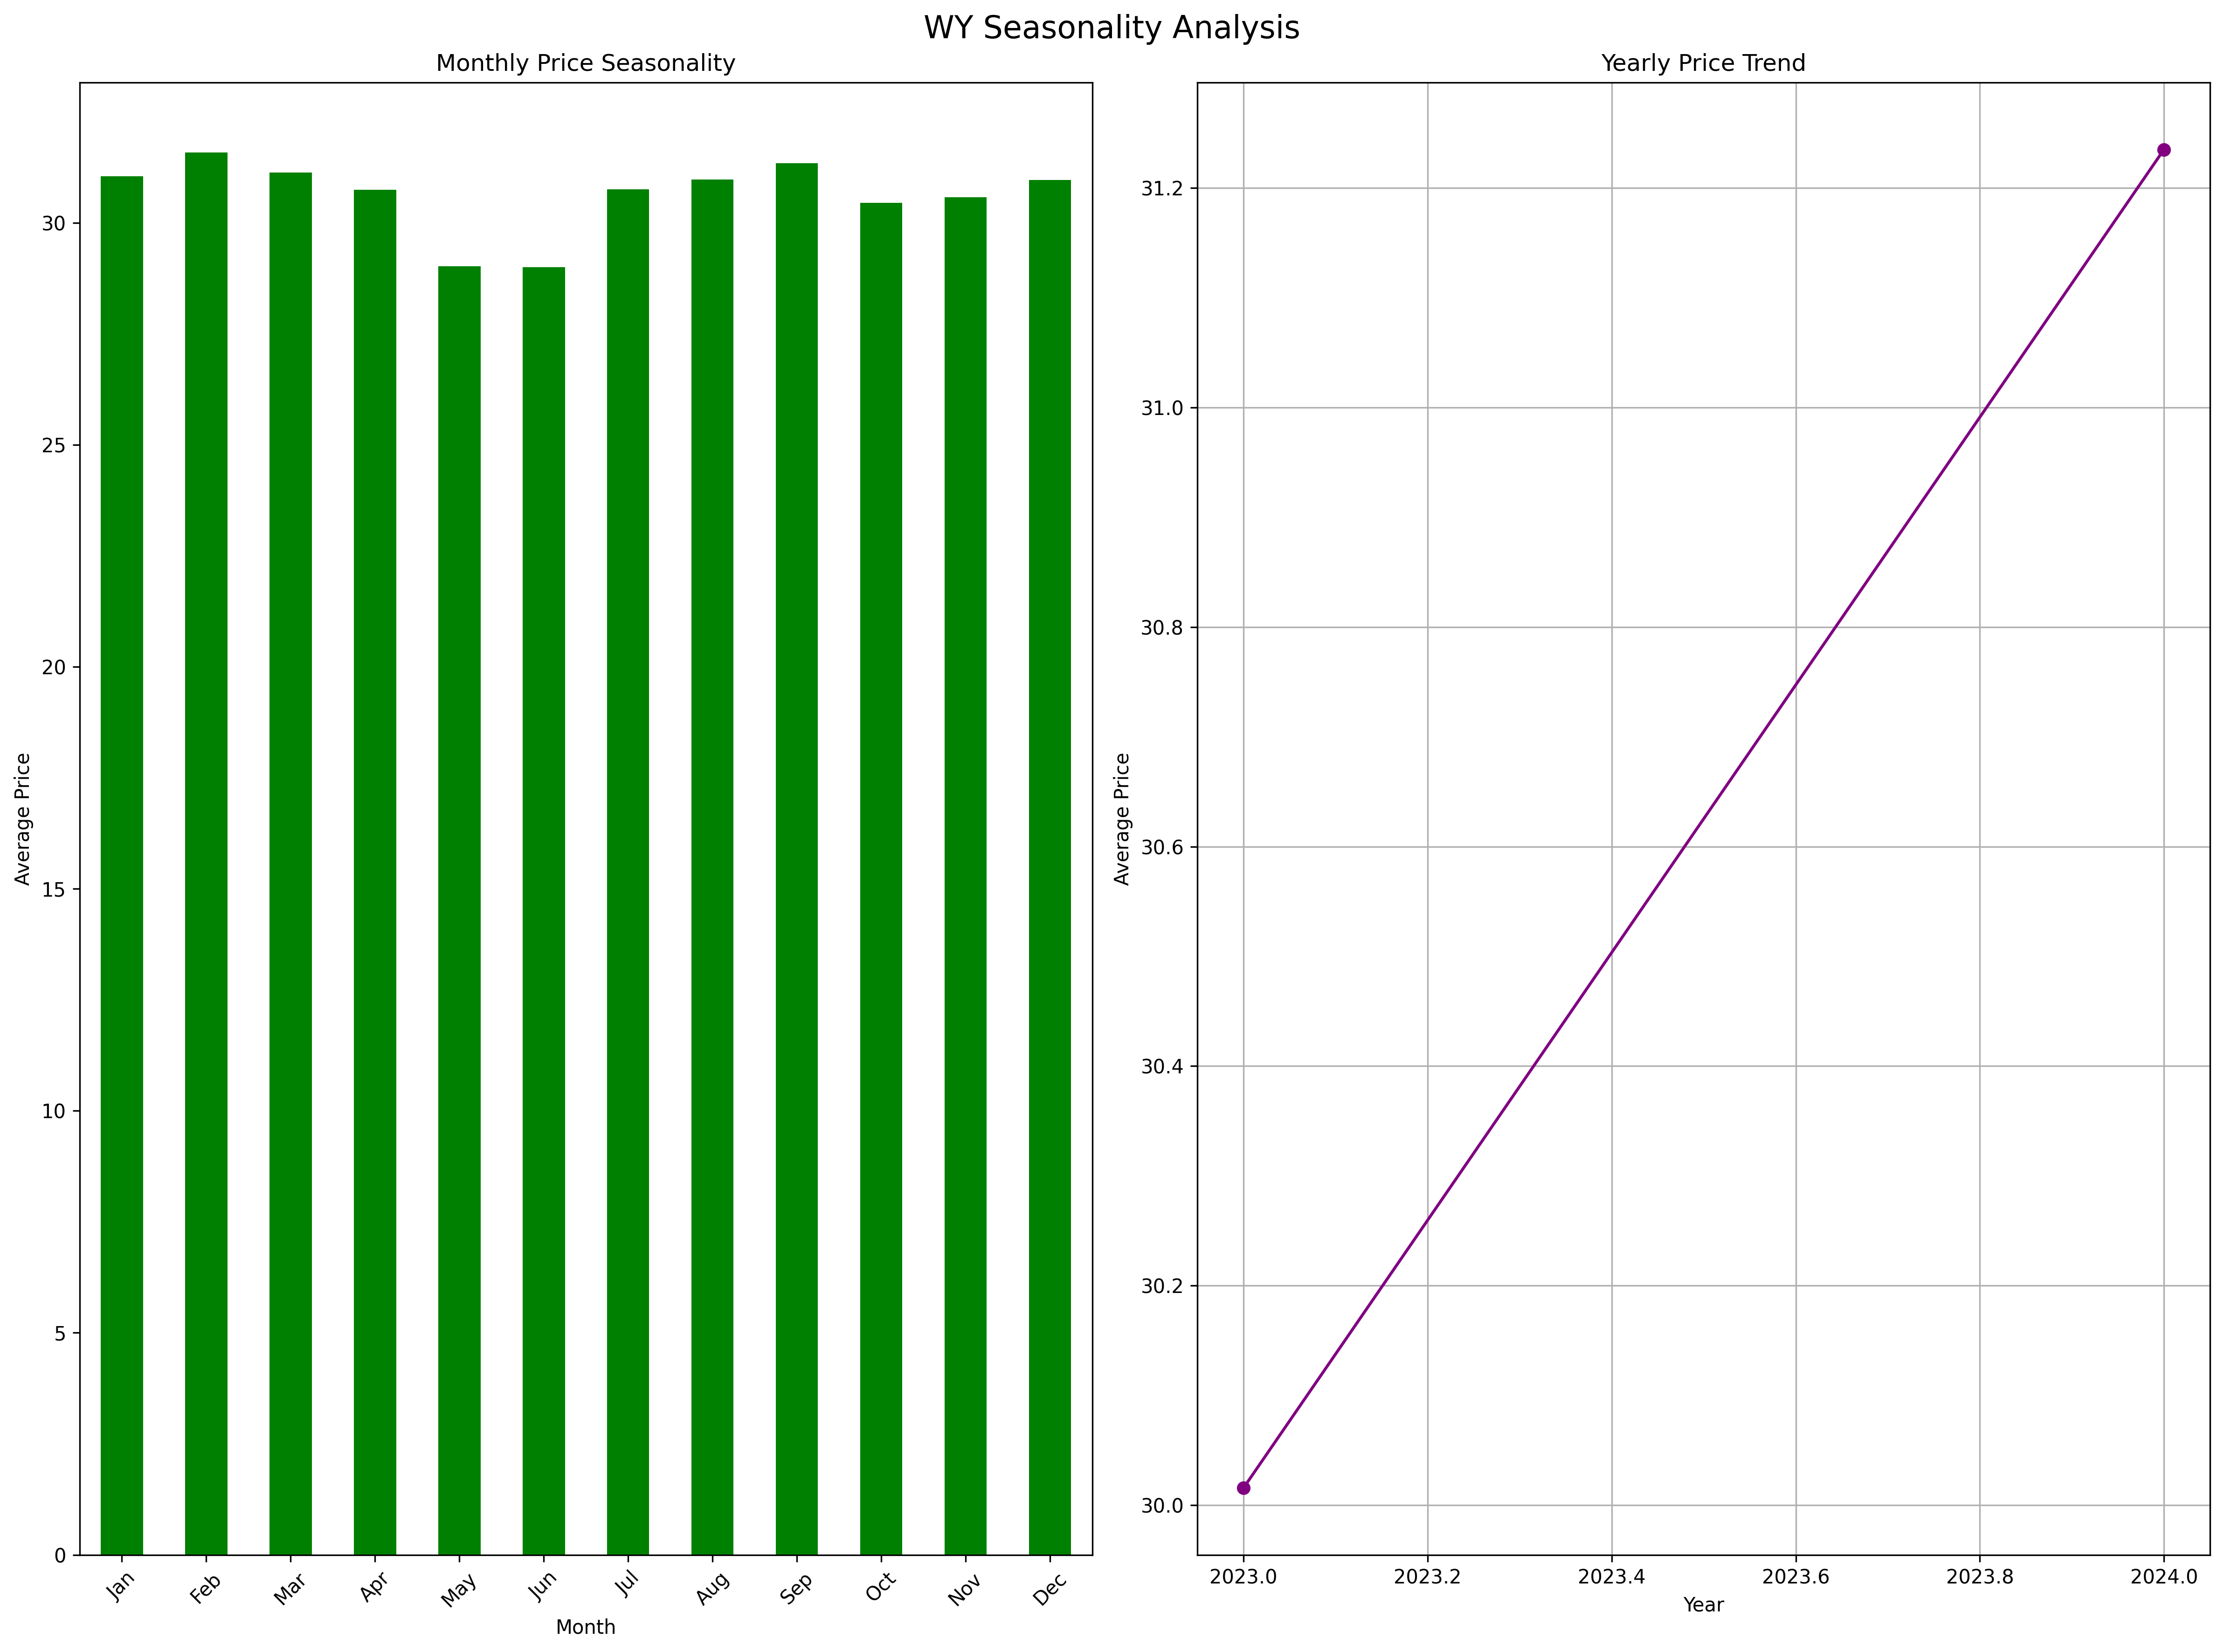 WY Seasonality Analysis
Monthly Price Seasonality
Average Price
30
25
20
15
10
5
0
Jan Feb Mar Apr May Jun Jul Aug Sep Oct Nov Dec
Month
Yearly Price Trend
Average Price
31.2
31.0
30.8
30.6
30.4
30.2
30.0
2023.0 2023.2 2023.4 2023.6 2023.8 2024.0
Year